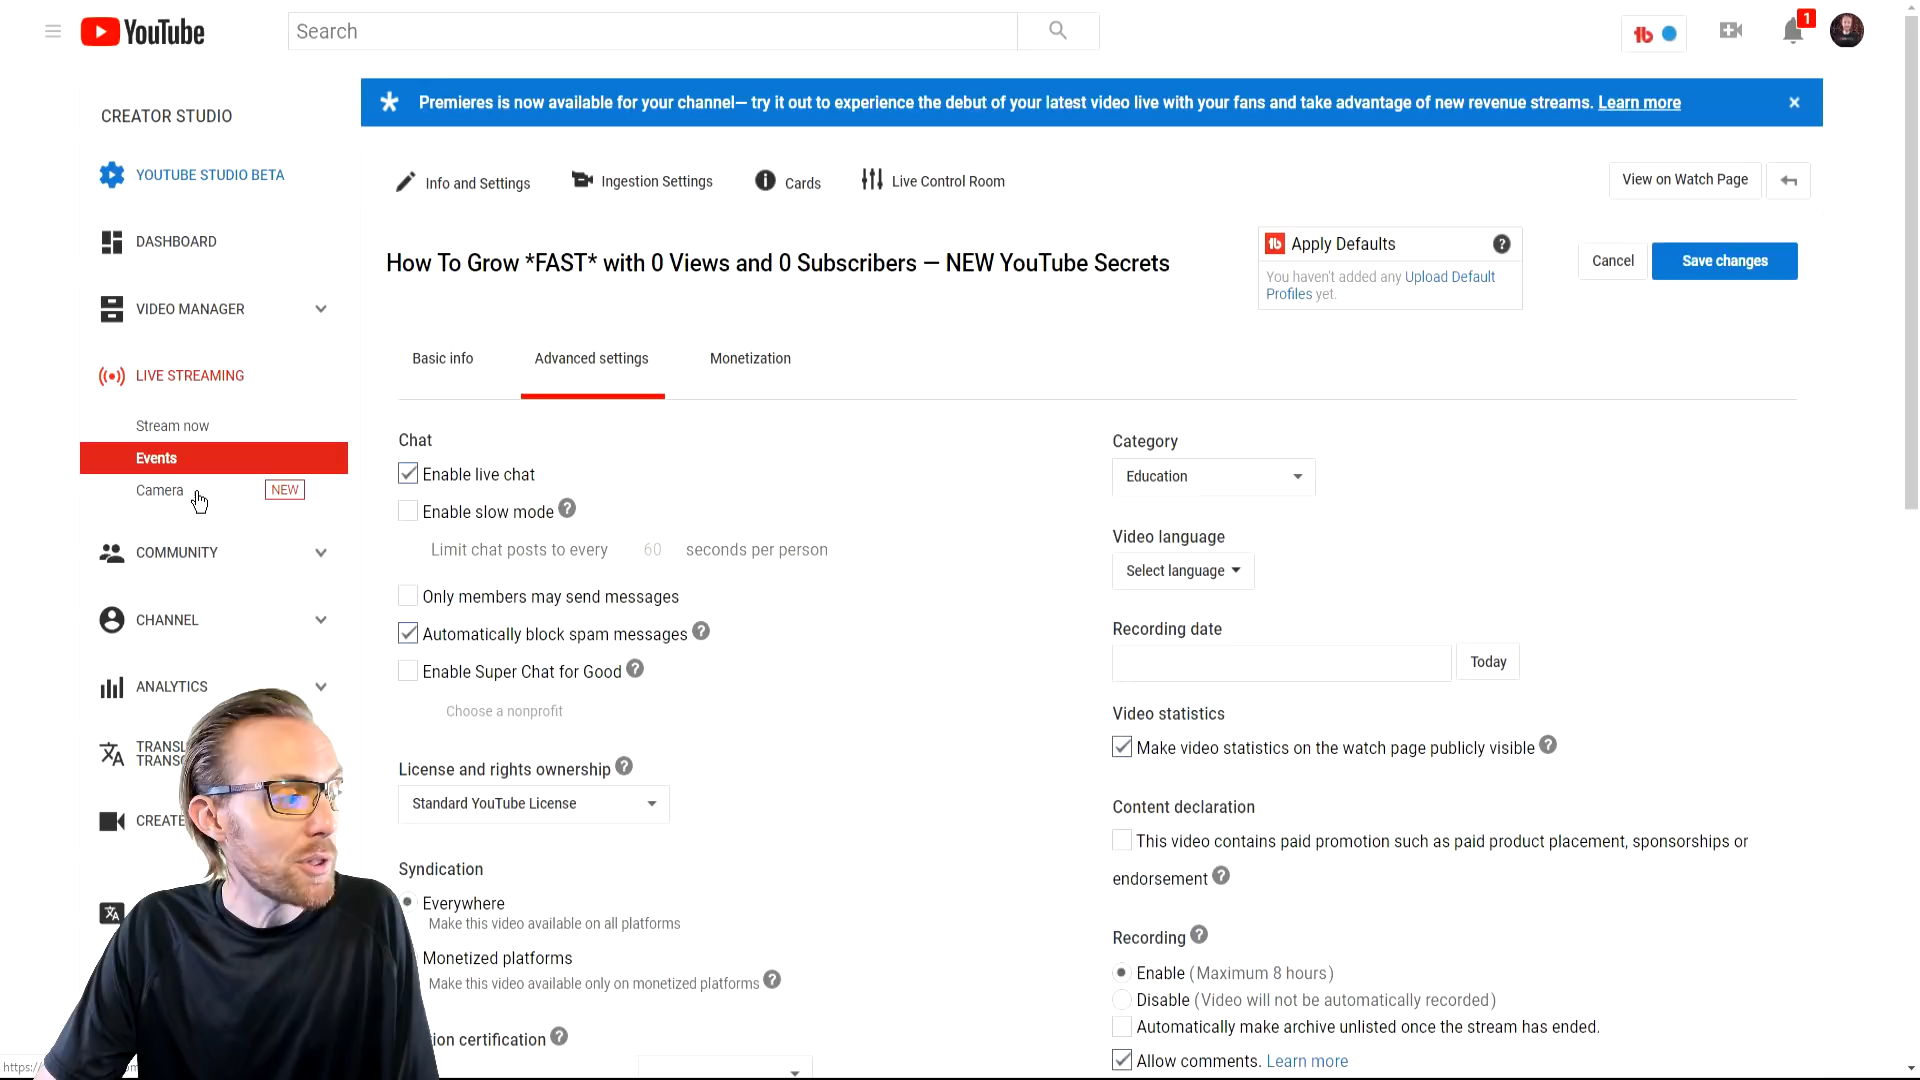 YouTube
Search
1
CREATOR STUDIO
Premieres is now available for your channel— try it out to experience the debut of your latest video live with your fans and take advantage of new revenue streams. Learn more
YOUTUBE STUDIO BETA
Info and Settings
Ingestion Settings
Cards
Live Control Room
View on Watch Page
DASHBOARD
How To Grow *FAST* with 0 Views and 0 Subscribers — NEW YouTube Secrets
Apply Defaults
You haven't added any Upload Default
Profiles yet.
Cancel
Save changes
VIDEO MANAGER
Basic info
Advanced settings
Monetization
LIVE STREAMING
Stream now
Events
Camera
NEW
COMMUNITY
CHANNEL
ANALYTICS
CREATE
Chat
Enable live chat
Enable slow mode
Limit chat posts to every 60 seconds per person
Only members may send messages
Automatically block spam messages
Enable Super Chat for Good
Choose a nonprofit
License and rights ownership
Standard YouTube License
Syndication
Everywhere
Make this video available on all platforms
Monetized platforms
Make this video available only on monetized platforms
certification
Category
Education
Video language
Select language
Recording date
Today
Video statistics
Make video statistics on the watch page publicly visible
Content declaration
This video contains paid promotion such as paid product placement, sponsorships or
endorsement
Recording
Enable (Maximum 8 hours)
Disable (Video will not be automatically recorded)
Automatically make archive unlisted once the stream has ended.
Allow comments. Learn more